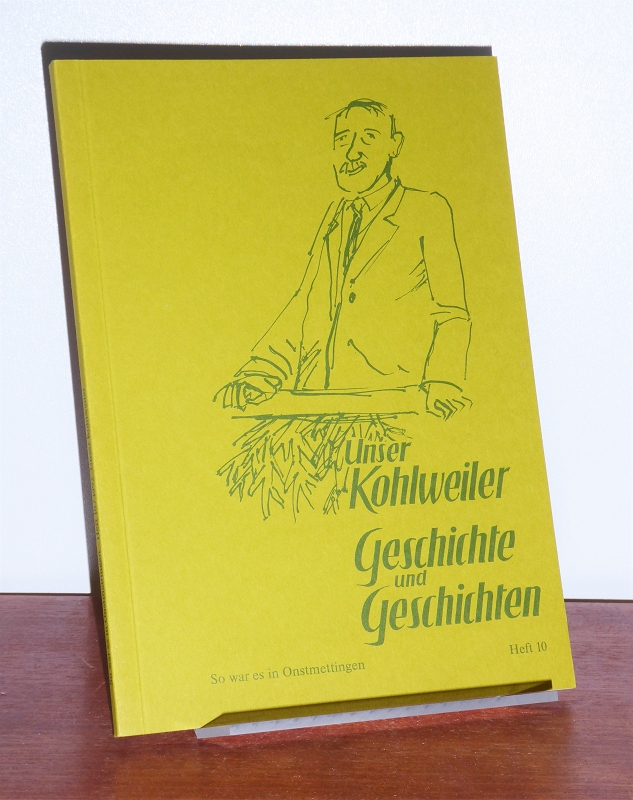 Unser
Kohlweiler
Geschichte
und
Geschichten
So war es in Onstmettingen
Heft 10